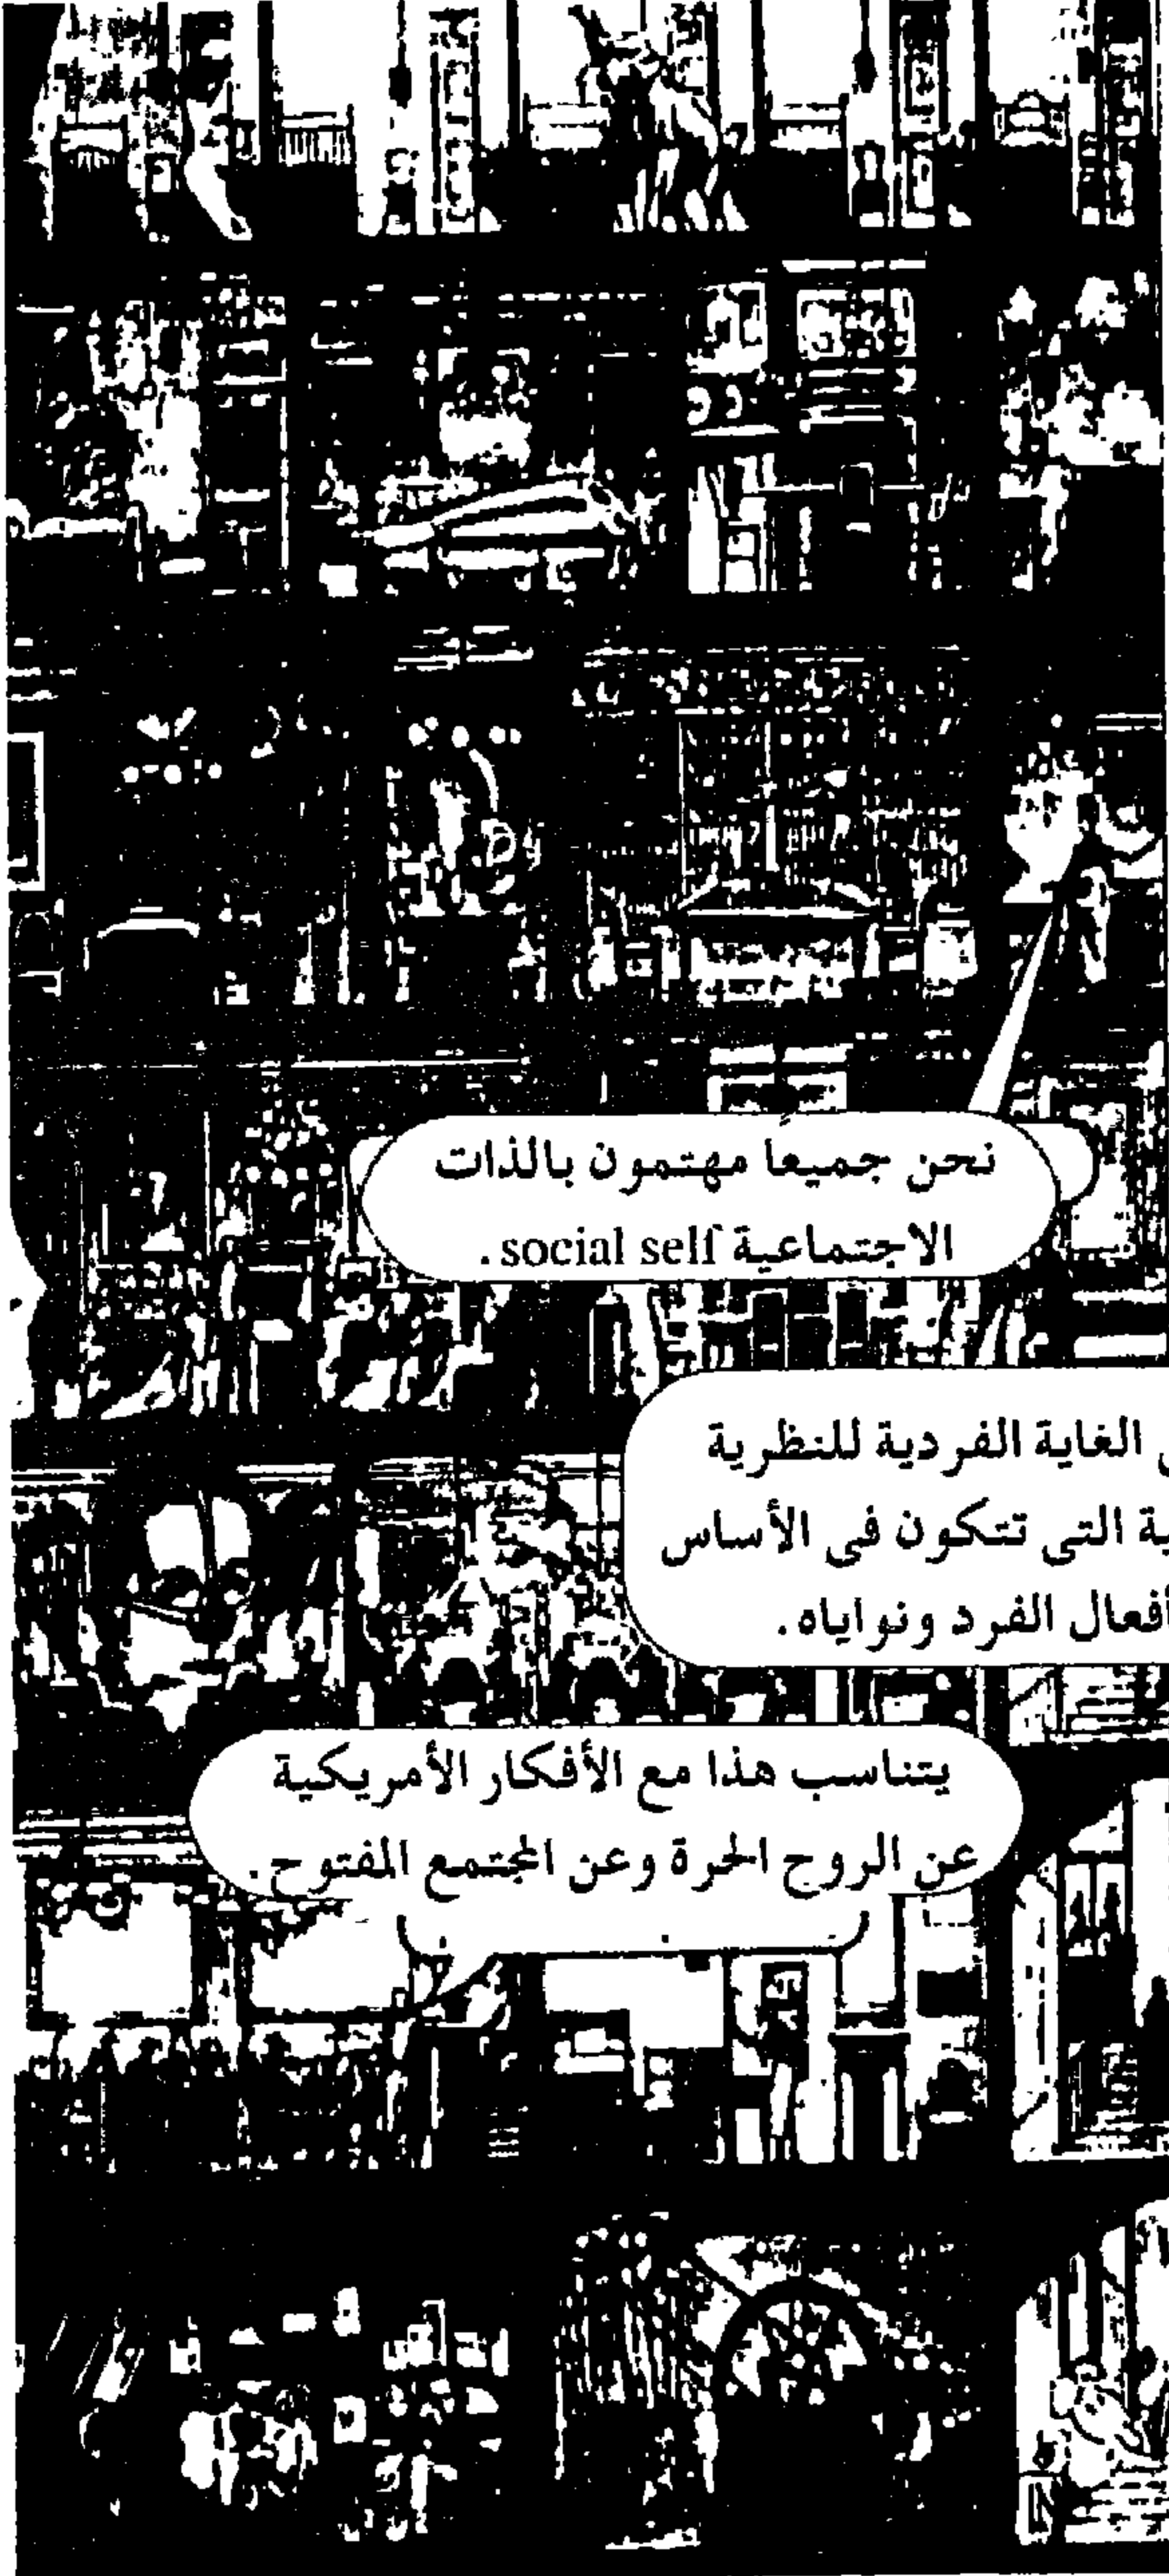 نحن جميعاً مهتمون بالذات
الاجتماعية social self .
الغاية الفردية للنظرية
التى تتكون فى الأساس
أفعال الفرد ونواياه .
يتناسب هذا مع الأفكار الأمريكية
عن الروح الحرة وعن المجتمع المفتوح .